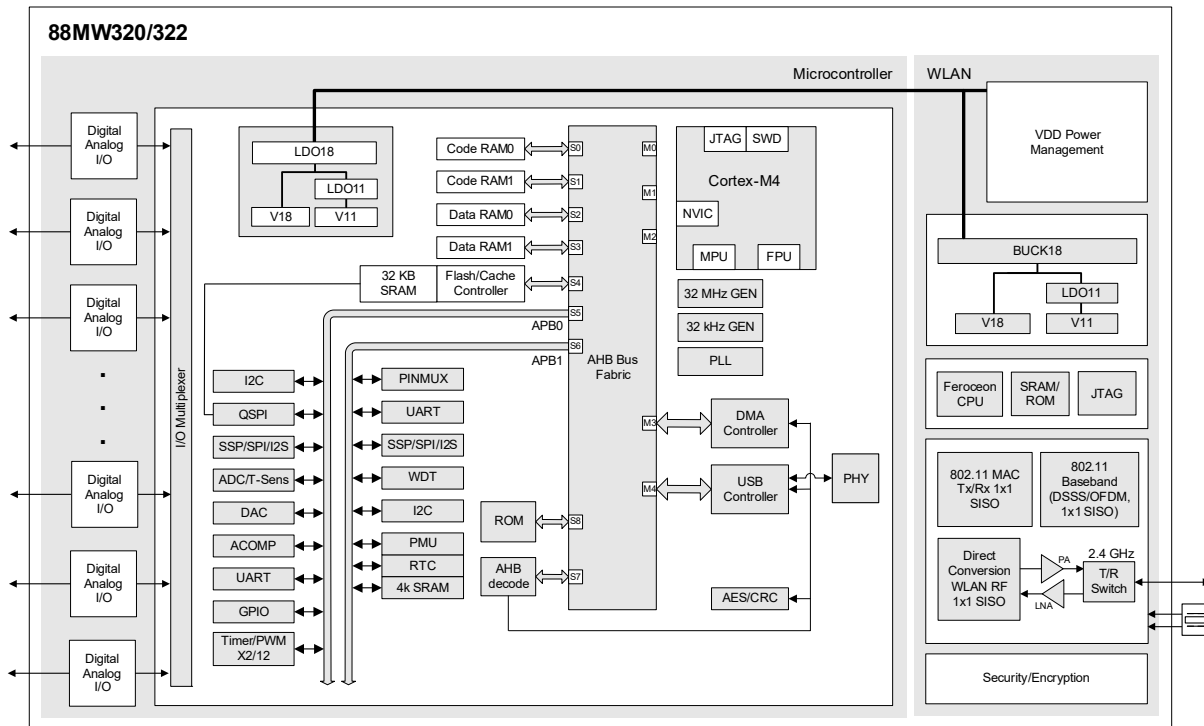 88MW320/322
Microcontroller
WLAN
Digital
Analog
I/O
Digital
Analog
I/O
Digital
Analog
I/O
.
.
.
Digital
Analog
I/O
Digital
Analog
I/O
Digital
Analog
I/O
I/O Multiplexer
LDO18
LDO11
V18
V11
Code RAM0
Code RAM1
Data RAM0
Data RAM1
32 KB
SRAM
Flash/Cache
Controller
S0
S1
S2
S3
S4
S5
S6
S8
S7
APB0
APB1
AHB Bus
Fabric
M0
M1
M2
M3
M4
JTAG
SWD
Cortex-M4
NVIC
MPU
FPU
32 MHz GEN
32 kHz GEN
PLL
I2C
QSPI
SSP/SPI/I2S
ADC/T-Sens
DAC
ACOMP
UART
GPIO
Timer/PWM
X2/12
PINMUX
UART
SSP/SPI/I2S
WDT
I2C
PMU
RTC
4k SRAM
ROM
AHB
decode
DMA
Controller
USB
Controller
PHY
AES/CRC
VDD Power
Management
BUCK18
LDO11
V18
V11
Feroceon
CPU
SRAM/
ROM
JTAG
802.11 MAC
Tx/Rx 1x1
SISO
802.11
Baseband
(DSSS/OFDM,
1x1 SISO)
Direct
Conversion
WLAN RF
1x1 SISO
PA
LNA
2.4 GHz
T/R
Switch
Security/Encryption